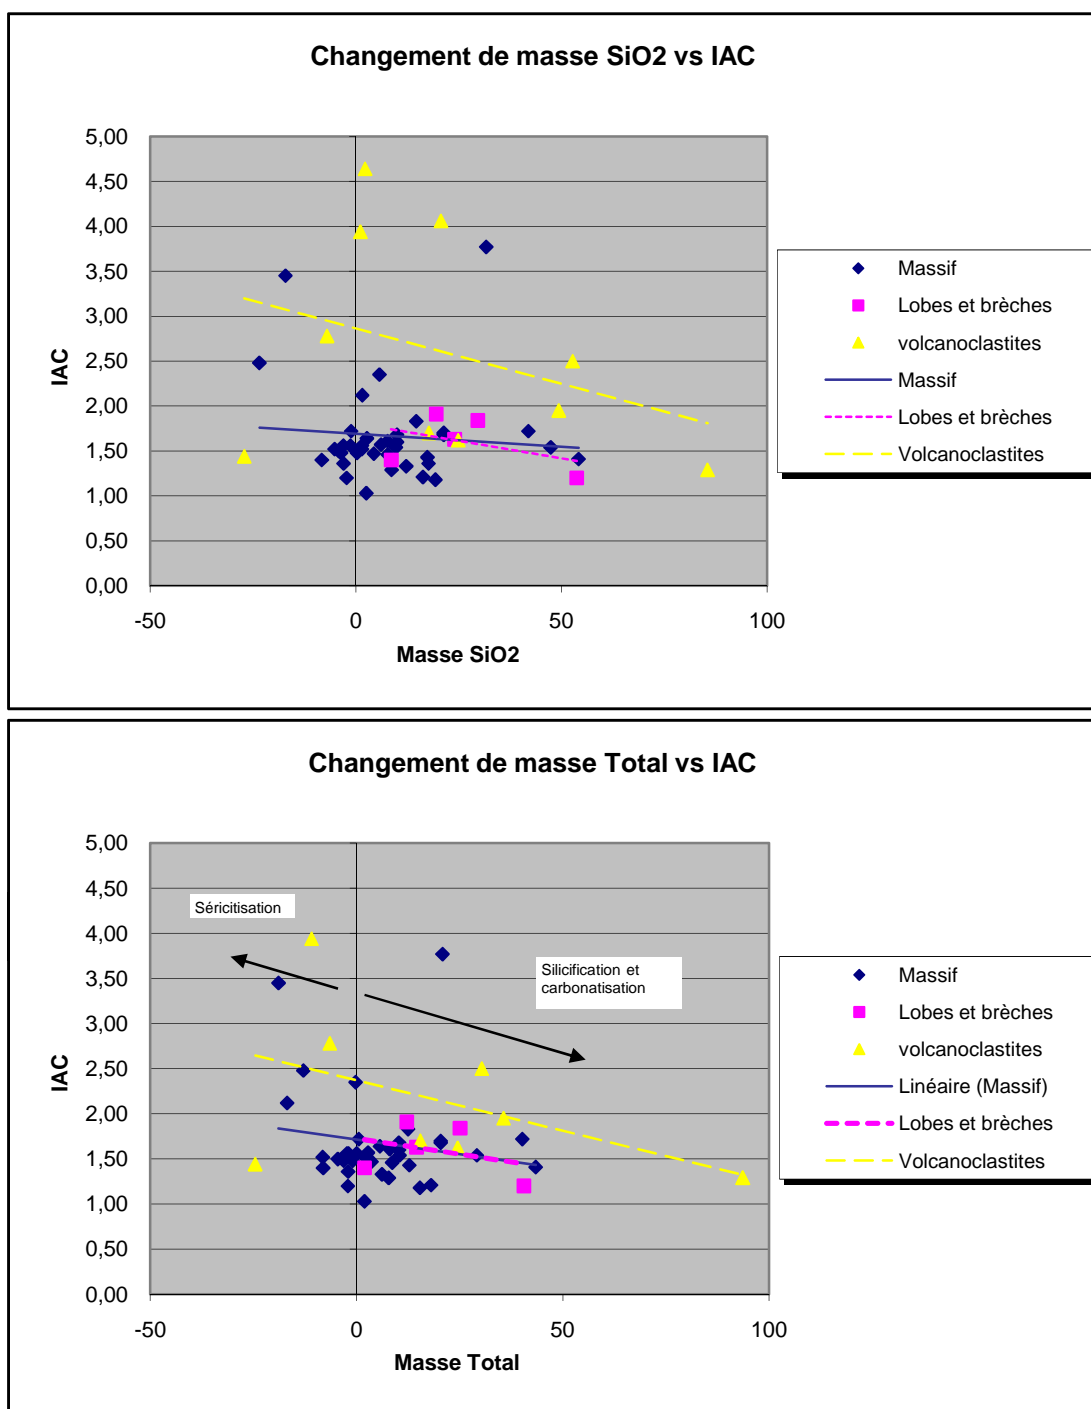 Changement de masse SiO2 vs IAC
5,00
4,50
4,00
3,50
3,00
2,50
2,00
1,50
1,00
0,50
0,00
IAC
-50
0
50
100
Masse SiO2
Massif
Lobes et brèches
volcanoclastites
Massif
Lobes et brèches
Volcanoclastites
Changement de masse Total vs IAC
5,00
4,50
4,00
3,50
3,00
2,50
2,00
1,50
1,00
0,50
0,00
IAC
Séricitisation
Silicification et
carbonatisation
-50
0
50
100
Masse Total
Massif
Lobes et brèches
volcanoclastites
Linéaire (Massif)
Lobes et brèches
Volcanoclastites